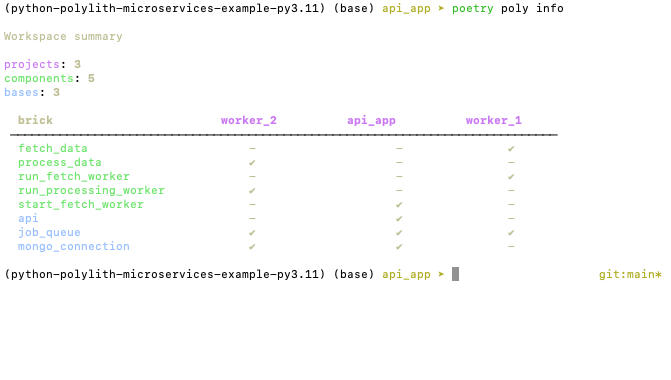 (python-polylith-microservices-example-py3.11) (base) api_app ➤ poetry poly info
Workspace summary
projects: 3
components: 5
bases: 3
brick worker_2 api_app worker_1
fetch_data – – ✔
process_data ✔ – –
run_fetch_worker – – ✔
run_processing_worker ✔ – –
start_fetch_worker – ✔ –
api – ✔ –
job_queue ✔ ✔ ✔
mongo_connection ✔ ✔ –
(python-polylith-microservices-example-py3.11) (base) api_app ➤ git:main*